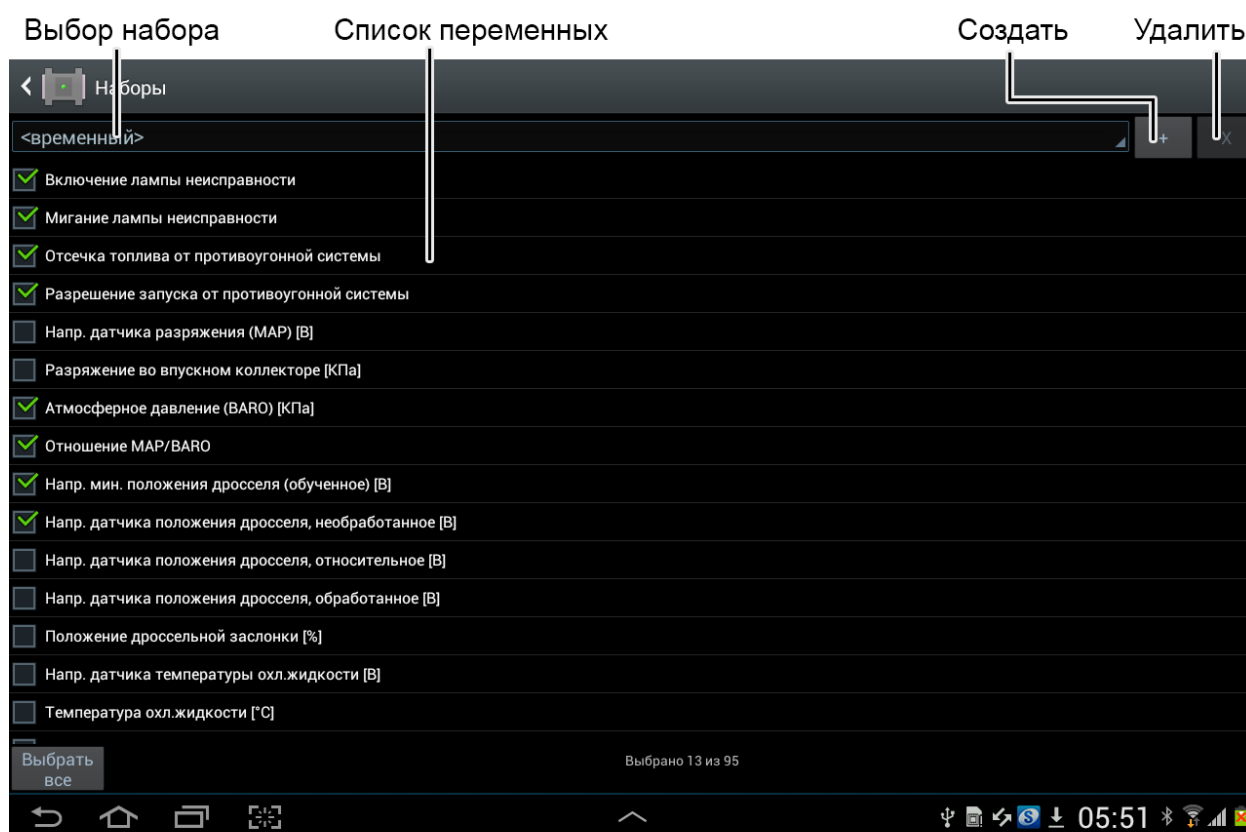 Выбор набора Список переменных Создать Удалить
Наборы
<временный> + X
Включение лампы неисправности
Мигание лампы неисправности
Отсечка топлива от противоугонной системы
Разрешение запуска от противоугонной системы
Напр. датчика разряжения (MAP) [В]
Разряжение во впускном коллекторе [КПа]
Атмосферное давление (BARO) [КПа]
Отношение MAP/BARO
Напр. мин. положения дросселя (обученное) [В]
Напр. датчика положения дросселя, необработанное [В]
Напр. датчика положения дросселя, относительное [В]
Напр. датчика положения дросселя, обработанное [В]
Положение дроссельной заслонки [%]
Напр. датчика температуры охл.жидкости [В]
Температура охл.жидкости [°C]
Выбрать
все
Выбрано 13 из 95
05:51